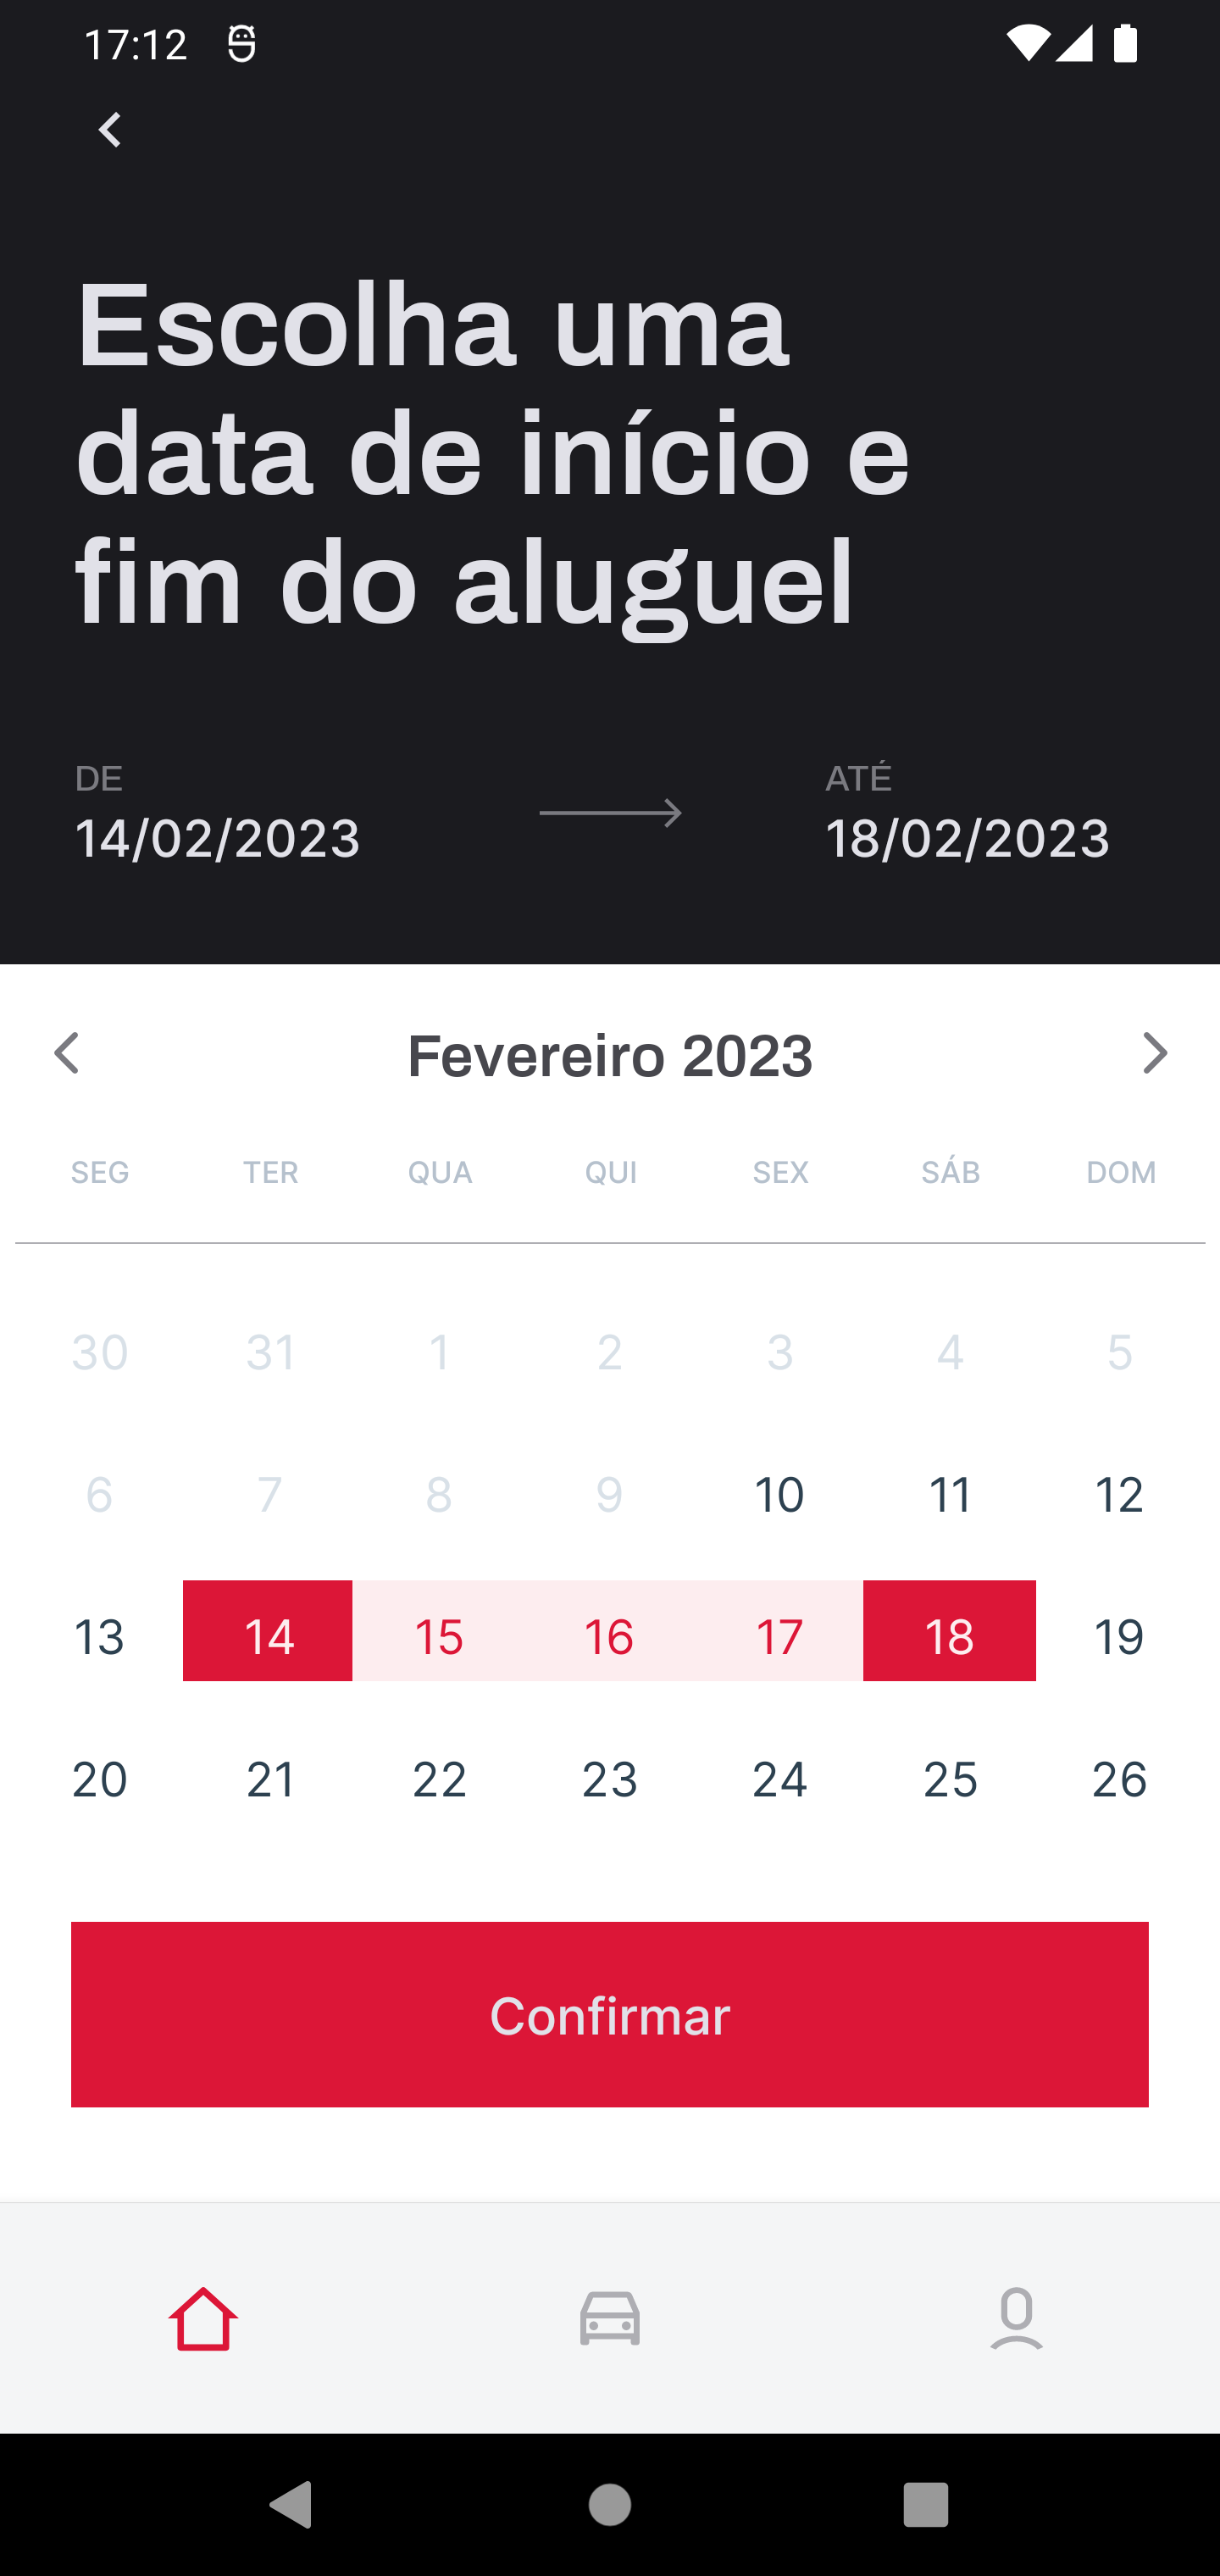 17:12
Escolha uma
data de início e
fim do aluguel
DE ATÉ
14/02/2023 18/02/2023
Fevereiro 2023
SEG TER QUA QUI SEX SÁB DOM
30 31 1 2 3 4 5
6 7 8 9 10 11 12
13 14 15 16 17 18 19
20 21 22 23 24 25 26
Confirmar